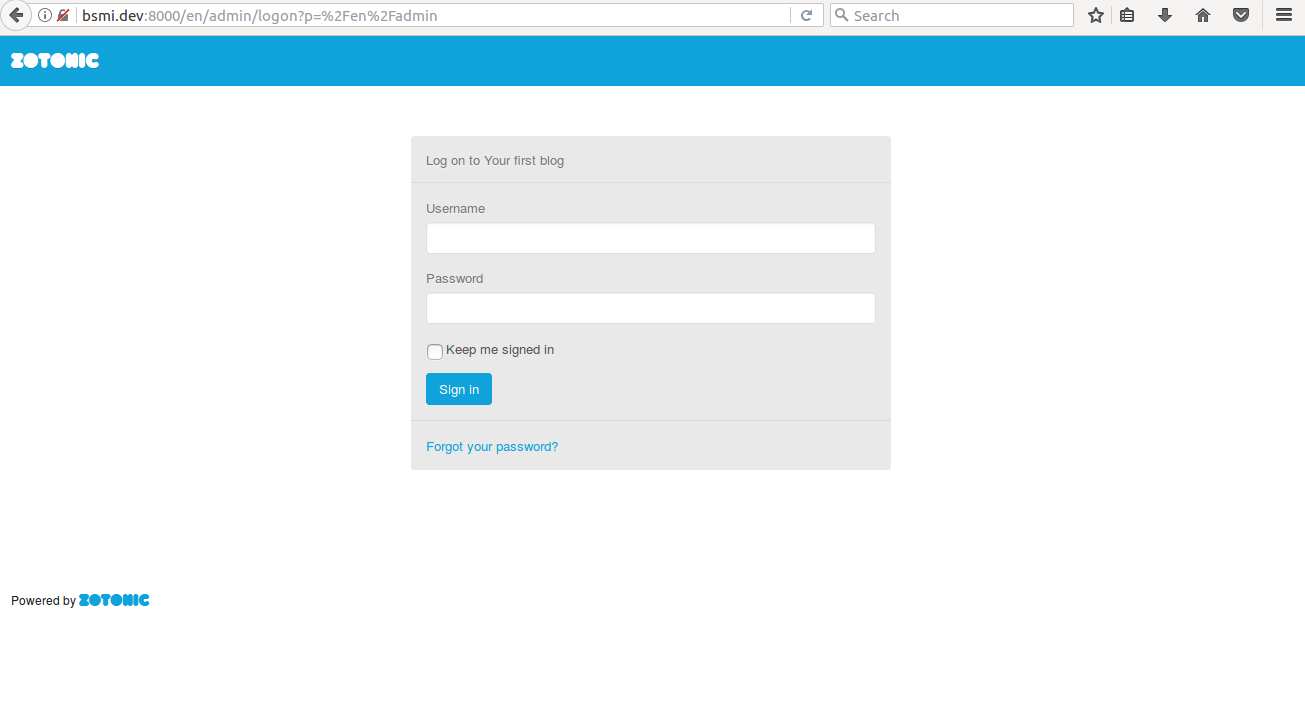 bsmi.dev:8000/en/admin/logon?p=%2Fen%2Fadmin
Search
ZOTONIC
Log on to Your first blog
Username
Password
Keep me signed in
Sign in
Forgot your password?
Powered by ZOTONIC